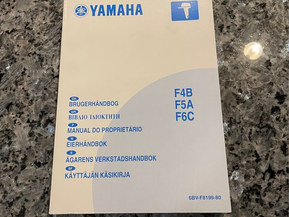 YAMAHA
BRUGERHÅNDBOG
ΒΙΒΛΙΟ ΙΔΙΟΚΤΗΤΗ
MANUAL DO PROPRIETÁRIO
EIERHÅNDBOK
ÄGARENS VERKSTADSHANDBOK
KÄYTTÄJÄN KÄSIKIRJA
F4B
F5A
F6C